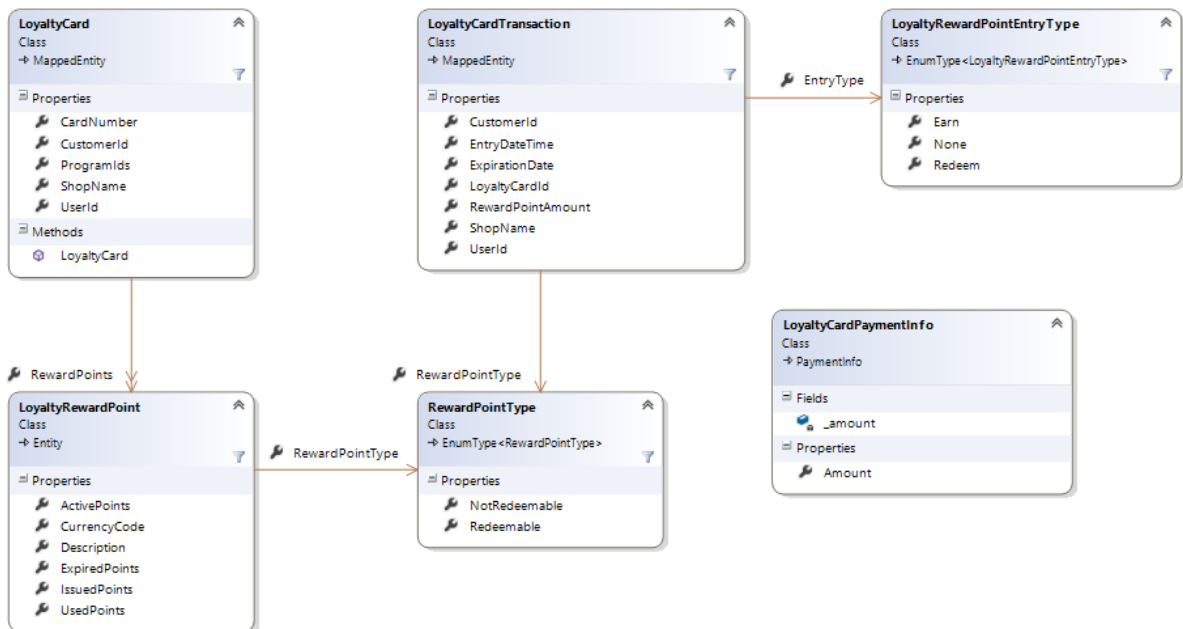 LoyaltyCard
Class
MappedEntity
Properties
CardNumber
CustomerId
ProgramIds
ShopName
UserId
Methods
LoyaltyCard
LoyaltyCardTransaction
Class
MappedEntity
Properties
CustomerId
EntryDateTime
ExpirationDate
LoyaltyCardId
RewardPointAmount
ShopName
UserId
EntryType
LoyaltyRewardPointEntryType
Class
EnumType<LoyaltyRewardPointEntryType>
Properties
Earn
None
Redeem
RewardPoints
LoyaltyRewardPoint
Class
Entity
Properties
ActivePoints
CurrencyCode
Description
ExpiredPoints
IssuedPoints
UsedPoints
RewardPointType
RewardPointType
RewardPointType
Class
EnumType<RewardPointType>
Properties
NotRedeemable
Redeemable
LoyaltyCardPaymentInfo
Class
PaymentInfo
Fields
_amount
Properties
Amount